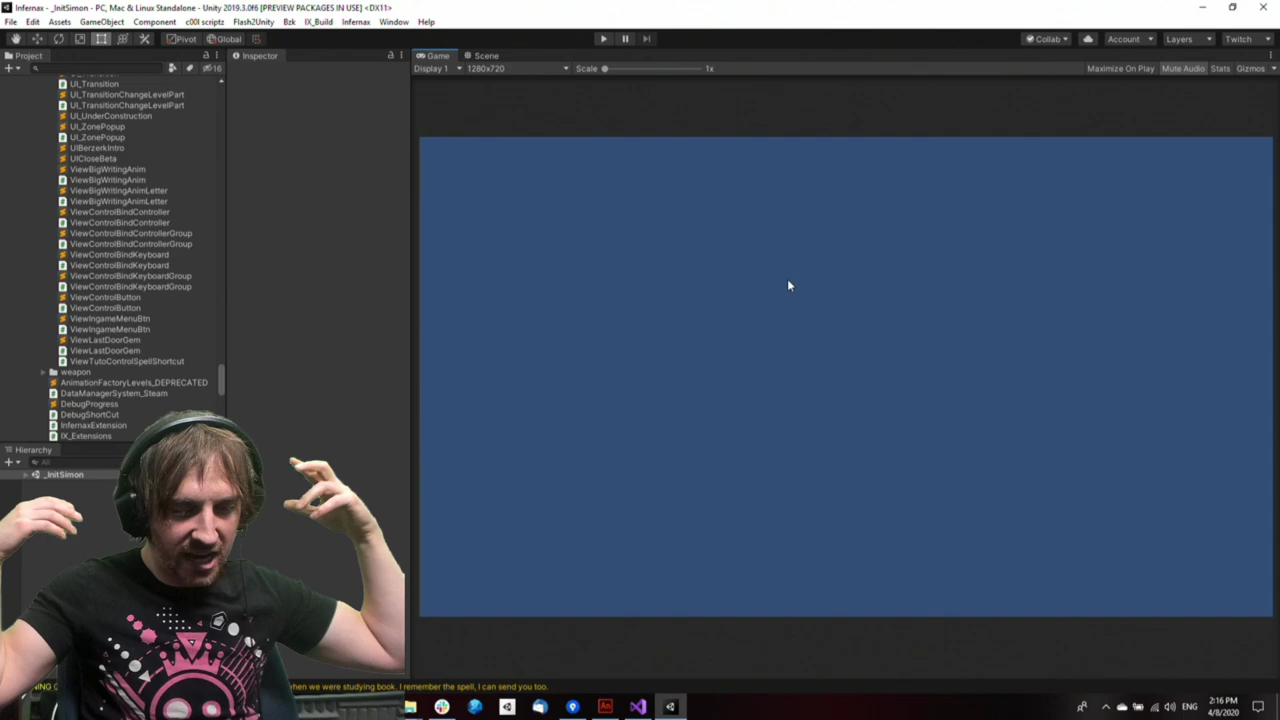 Infernax - _InitSimon - PC, Mac & Linux Standalone - Unity 2019.3.0f6 [PREVIEW PACKAGES IN USE] <DX11>
File Edit Assets GameObject Component c00l scriptz Flash2Unity Bzk IX_Build Infernax Window Help
Pivot Global Collab Account Layers Twitch
Project Inspector Game Scene
16 Display 1 1280x720 Scale 1x Maximize On Play Mute Audio Stats Gizmos
UI_Transition
UI_TransitionChangeLevelPart
UI_TransitionChangeLevelPart
UI_UnderConstruction
UI_ZonePopup
UI_ZonePopup
UIBerzerkIntro
UICloseBeta
ViewBigWritingAnim
ViewBigWritingAnim
ViewBigWritingAnimLetter
ViewBigWritingAnimLetter
ViewControlBindController
ViewControlBindController
ViewControlBindControllerGroup
ViewControlBindControllerGroup
ViewControlBindKeyboard
ViewControlBindKeyboard
ViewControlBindKeyboardGroup
ViewControlBindKeyboardGroup
ViewControlButton
ViewControlButton
ViewIngameMenuBtn
ViewIngameMenuBtn
ViewLastDoorGem
ViewLastDoorGem
ViewTutoControlSpellShortcut
weapon
AnimationFactoryLevels_DEPRECATED
DataManagerSystem_Steam
DebugProgress
DebugShortCut
InfernaxExtension
IX_Extensions
Hierarchy
All
_InitSimon
when we were studying book. I remember the spell, I can send you too.
ENG
2:16 PM
4/8/2020